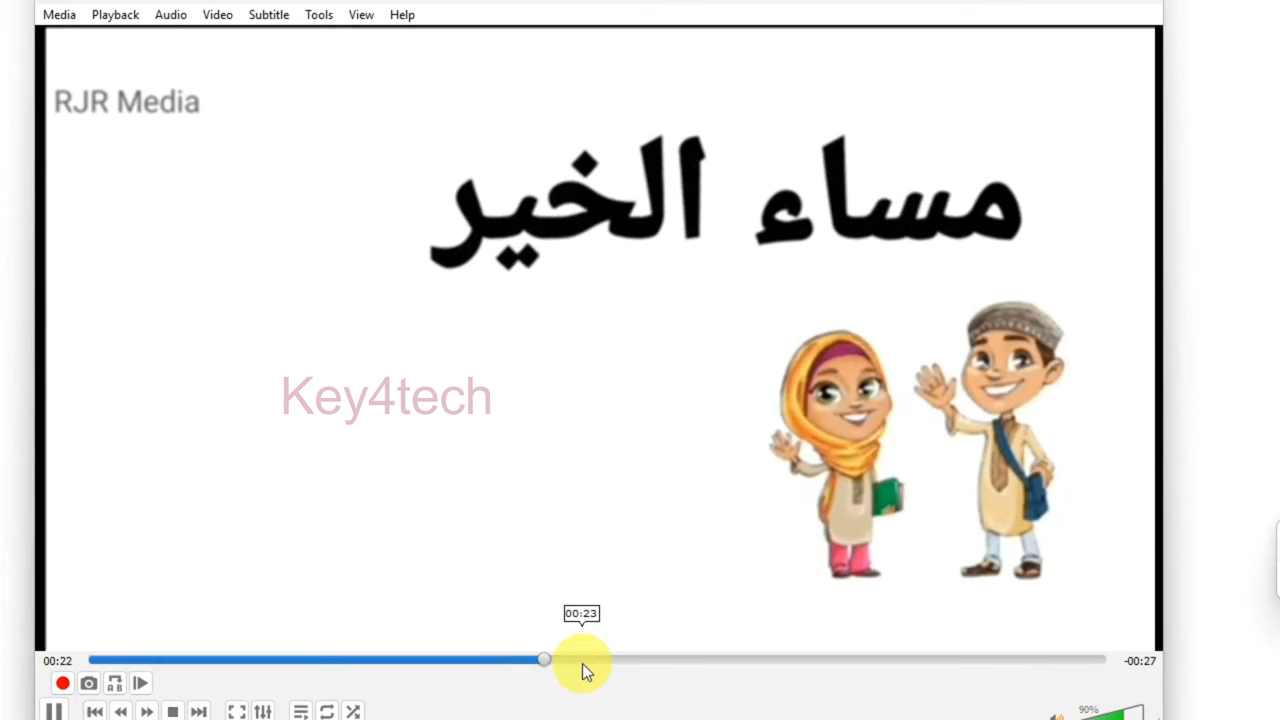 Media Playback Audio Video Subtitle Tools View Help
RJR Media
مساء الخير
Key4tech
00:23
00:22 -00:27
A B
90%